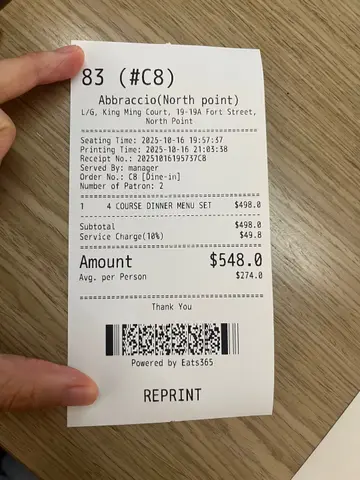 83 (#C8)
Abbraccio(North point)
L/G, King Ming Court, 19-19A Fort Street,
North Point
Seating Time: 2025-10-16 19:57:37
Printing Time: 2025-10-16 21:03:38
Receipt No.: 20251016195737C8
Served By: manager
Order No.: C8 [Dine-in]
Number of Patron: 2
1 4 COURSE DINNER MENU SET $498.0
Subtotal $498.0
Service Charge(10%) $49.8
Amount $548.0
Avg. per Person $274.0
Thank You
Powered by Eats365
REPRINT